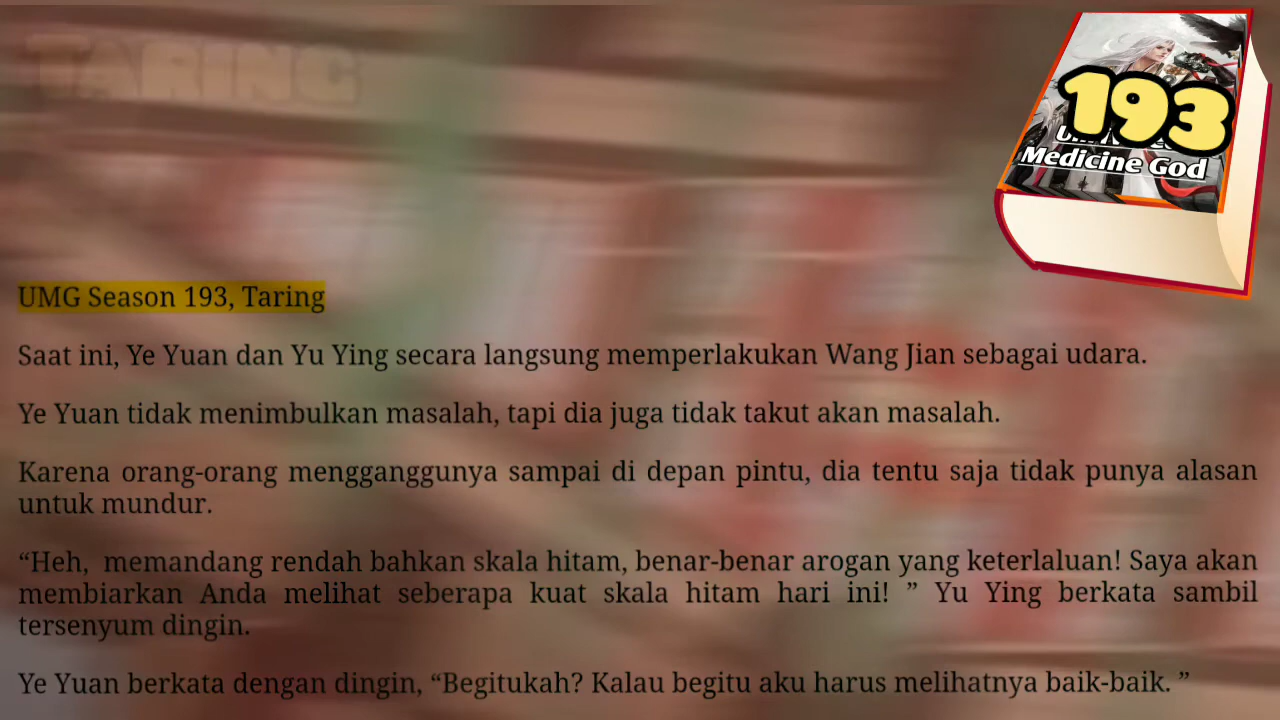 TARING
193
Medicine God
UMG Season 193, Taring
Saat ini, Ye Yuan dan Yu Ying secara langsung memperlakukan Wang Jian sebagai udara.
Ye Yuan tidak menimbulkan masalah, tapi dia juga tidak takut akan masalah.
Karena orang-orang mengganggunya sampai di depan pintu, dia tentu saja tidak punya alasan
untuk mundur.
“Heh,  memandang rendah bahkan skala hitam, benar-benar arogan yang keterlaluan! Saya akan
membiarkan Anda melihat seberapa kuat skala hitam hari ini! ” Yu Ying berkata sambil
tersenyum dingin.
Ye Yuan berkata dengan dingin, “Begitukah? Kalau begitu aku harus melihatnya baik-baik. ”